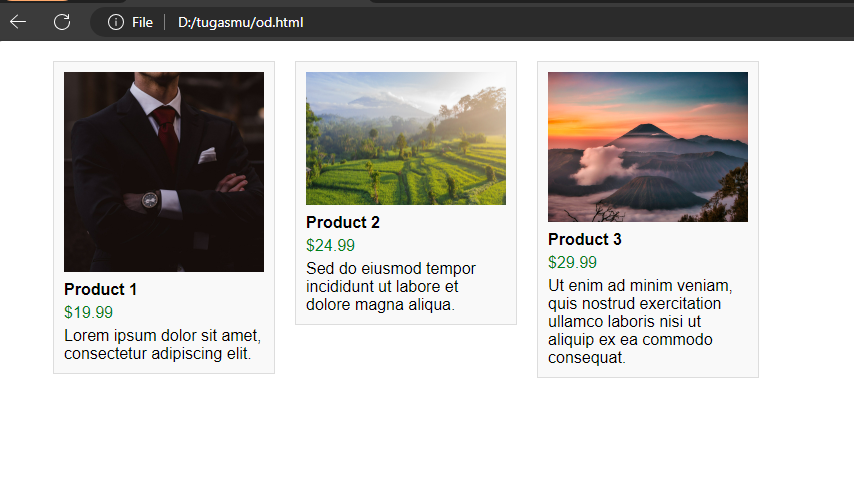 File D:/tugasmu/od.html
Product 1
$19.99
Lorem ipsum dolor sit amet,
consectetur adipiscing elit.
Product 2
$24.99
Sed do eiusmod tempor
incididunt ut labore et
dolore magna aliqua.
Product 3
$29.99
Ut enim ad minim veniam,
quis nostrud exercitation
ullamco laboris nisi ut
aliquip ex ea commodo
consequat.